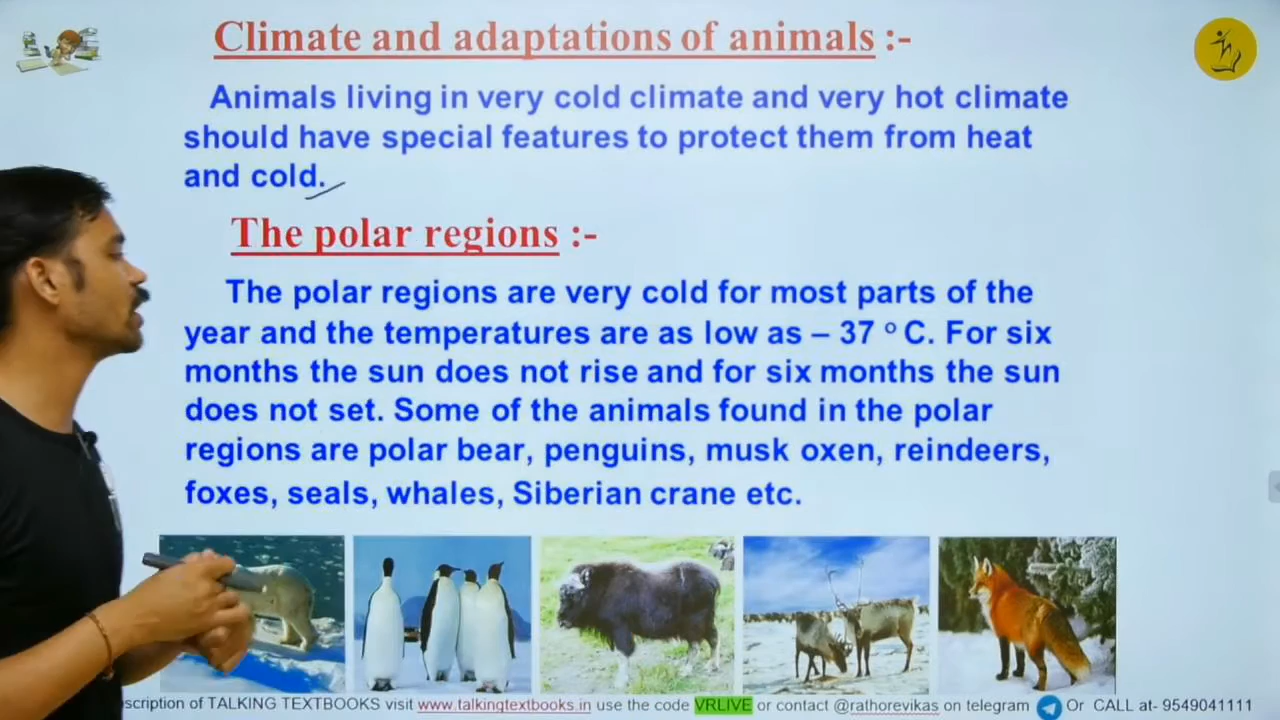 Climate and adaptations of animals :-
Animals living in very cold climate and very hot climate
should have special features to protect them from heat
and cold.
The polar regions :-
The polar regions are very cold for most parts of the
year and the temperatures are as low as – 37 ° C. For six
months the sun does not rise and for six months the sun
does not set. Some of the animals found in the polar
regions are polar bear, penguins, musk oxen, reindeers,
foxes, seals, whales, Siberian crane etc.
of TALKING TEXTBOOKS visit www.talkingtextbooks.in use the code VRLIVE or contact @rathorevikas on telegram Or CALL at- 9549041111